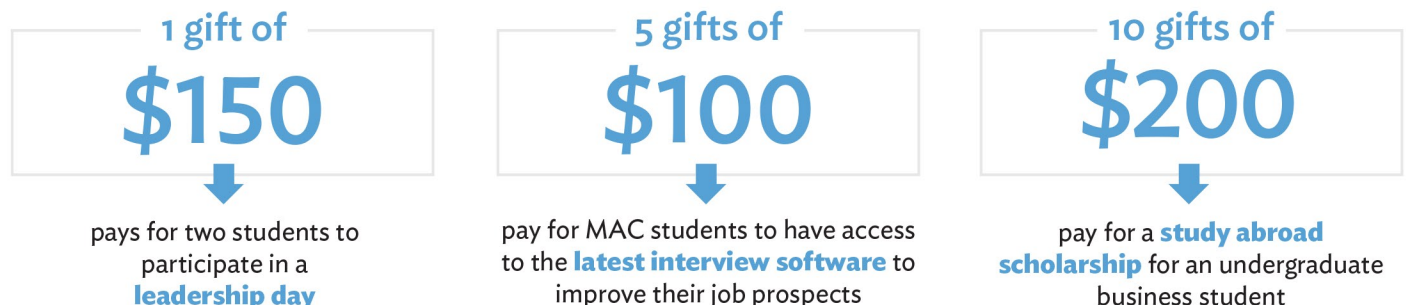 1 gift of
$150
pays for two students to
participate in a
leadership day
5 gifts of
$100
pay for MAC students to have access
to the latest interview software to
improve their job prospects
10 gifts of
$200
pay for a study abroad
scholarship for an undergraduate
business student